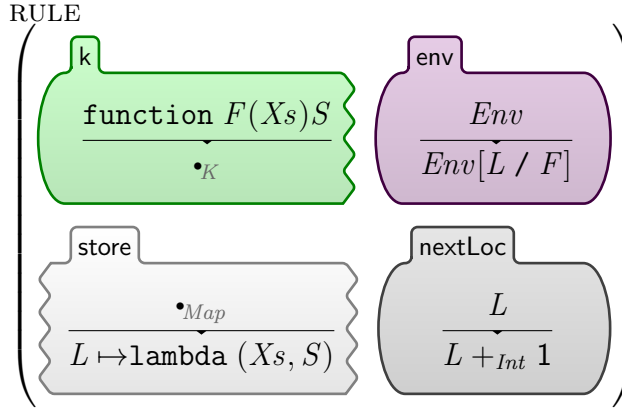 RULE
k env
function F(Xs)S Env
•K Env[L / F]
store nextLoc
•Map L
L ↦lambda (Xs, S) L +Int 1